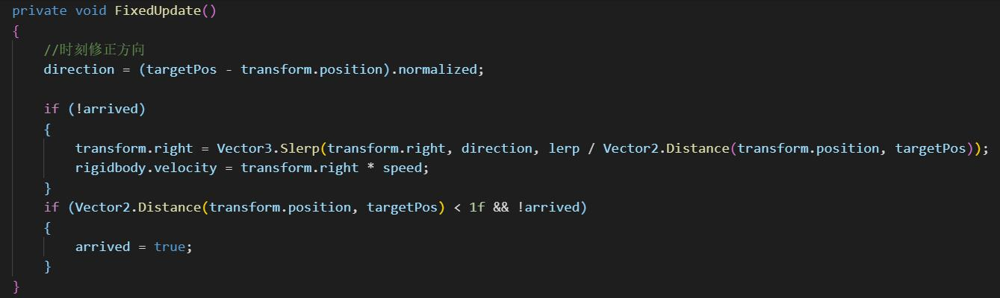 private void FixedUpdate()
{
//时刻修正方向
direction = (targetPos - transform.position).normalized;
if (!arrived)
{
transform.right = Vector3.Slerp(transform.right, direction, lerp / Vector2.Distance(transform.position, targetPos));
rigidbody.velocity = transform.right * speed;
}
if (Vector2.Distance(transform.position, targetPos) < 1f && !arrived)
{
arrived = true;
}
}